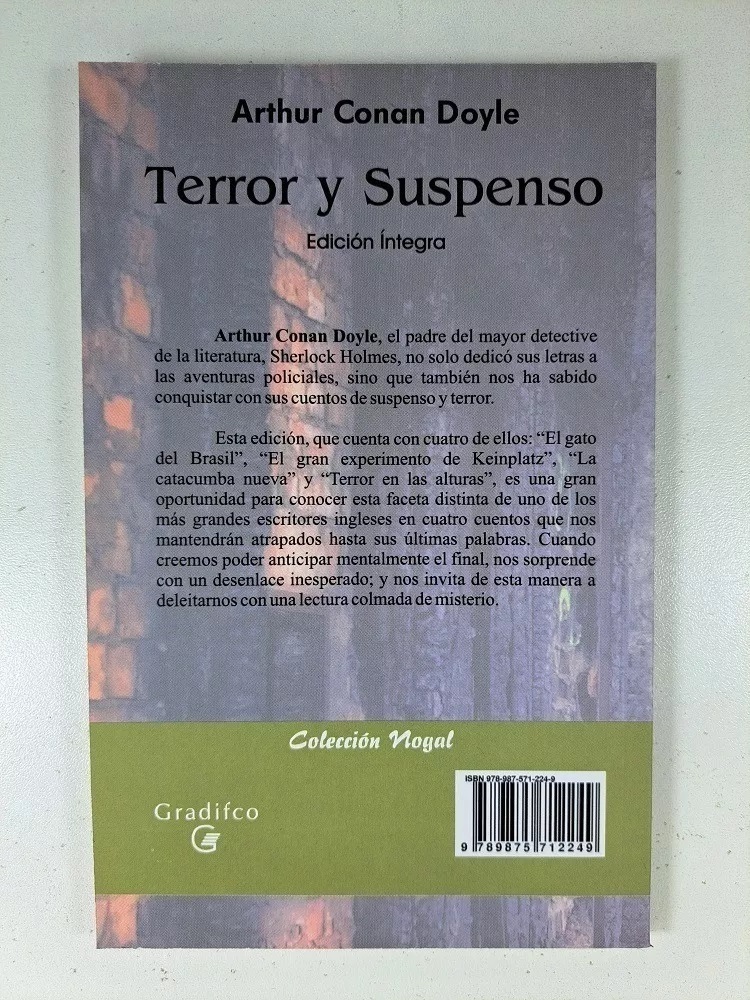 Arthur Conan Doyle
Terror y Suspenso
Edición Íntegra
Arthur Conan Doyle, el padre del mayor detective
de la literatura, Sherlock Holmes, no solo dedicó sus letras a
las aventuras policiales, sino que también nos ha sabido
conquistar con sus cuentos de suspenso y terror.
Esta edición, que cuenta con cuatro de ellos: “El gato
del Brasil”, “El gran experimento de Keinplatz”, “La
catacumba nueva” y “Terror en las alturas”, es una gran
oportunidad para conocer esta faceta distinta de uno de los
más grandes escritores ingleses en cuatro cuentos que nos
mantendrán atrapados hasta sus últimas palabras. Cuando
creemos poder anticipar mentalmente el final, nos sorprende
con un desenlace inesperado; y nos invita de esta manera a
deleitarnos con una lectura colmada de misterio.
Colección Nogal
Gradifco
G
ISBN 978-987-571-224-9
9 789875 712249